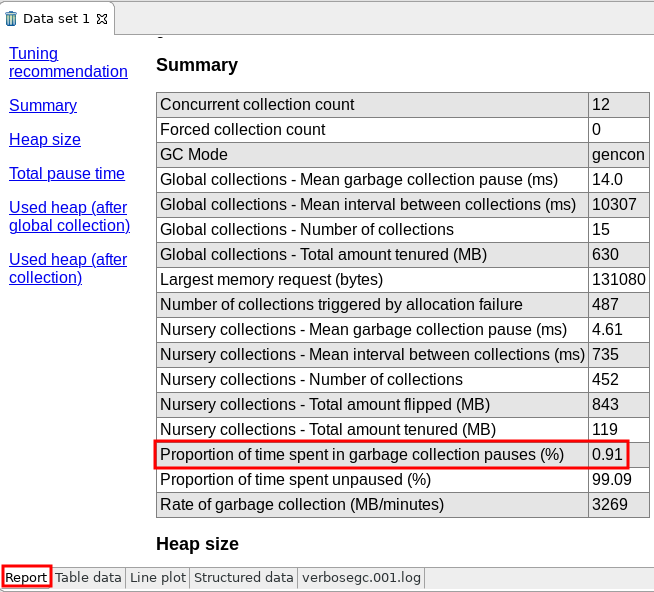 Data set 1
Tuning
recommendation
Summary
Heap size
Total pause time
Used heap (after
global collection)
Used heap (after
collection)
Summary
Concurrent collection count 12
Forced collection count 0
GC Mode gencon
Global collections - Mean garbage collection pause (ms) 14.0
Global collections - Mean interval between collections (ms) 10307
Global collections - Number of collections 15
Global collections - Total amount tenured (MB) 630
Largest memory request (bytes) 131080
Number of collections triggered by allocation failure 487
Nursery collections - Mean garbage collection pause (ms) 4.61
Nursery collections - Mean interval between collections (ms) 735
Nursery collections - Number of collections 452
Nursery collections - Total amount flipped (MB) 843
Nursery collections - Total amount tenured (MB) 119
Proportion of time spent in garbage collection pauses (%) 0.91
Proportion of time spent unpaused (%) 99.09
Rate of garbage collection (MB/minutes) 3269
Heap size
Report Table data Line plot Structured data verbosegc.001.log